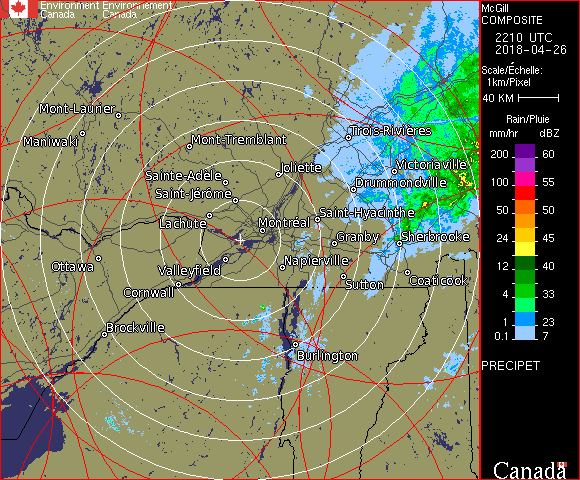 Environment Environnement
Canada Canada
Mont-Laurier
Maniwaki
Mont-Tremblant
Trois-Rivières
Joliette
Victoriaville
Sainte-Adèle
Drummondville
Saint-Jérôme
Saint-Hyacinthe
Lachute
Montréal
Granby
Sherbrooke
Ottawa
Valleyfield
Napierville
Cornwall
Sutton
Coaticook
Brockville
Burlington
McGill
COMPOSITE
2210 UTC
2018-04-26
Scale/Échelle:
1km/Pixel
40 KM
Rain/Pluie
mm/hr dBZ
200 60
100 55
50 50
24 45
12 40
4 33
1 23
0.1 7
PRECIPET
Canada